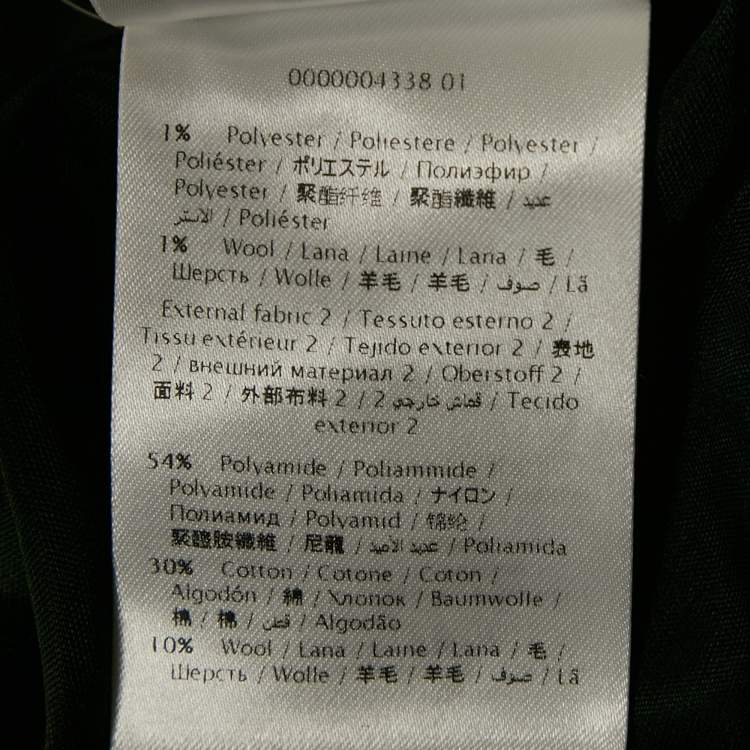 0000004338 01
1% Polyester / Poliestere / Polyester /
Poliéster / ポリエステル / Полиэфир /
Polyester / 聚酯纤维 / 聚酯纖維 / عديد
الاستر / Poliéster
1% Wool / Lana / Laine / Lana / 毛 /
Шерсть / Wolle / 羊毛 / 羊毛 / صوف / Lã
External fabric 2 / Tessuto esterno 2 /
Tissu extérieur 2 / Tejido exterior 2 / 表地
2 / внешний материал 2 / Oberstoff 2 /
面料 2 / 外部布料 2 / قماش خارجي 2 / Tecido
exterior 2
54% Polyamide / Poliammide /
Polyamide / Poliamida / ナイロン /
Полиамид / Polyamid / 锦纶 /
聚醯胺纖維 / 尼龍 / عديد الاميد / Poliamida
30% Cotton / Cotone / Coton /
Algodón / 綿 / Хлопок / Baumwolle /
棉 / 棉 / قطن / Algodão
10% Wool / Lana / Laine / Lana / 毛 /
Шерсть / Wolle / 羊毛 / 羊毛 / صوف / Lã